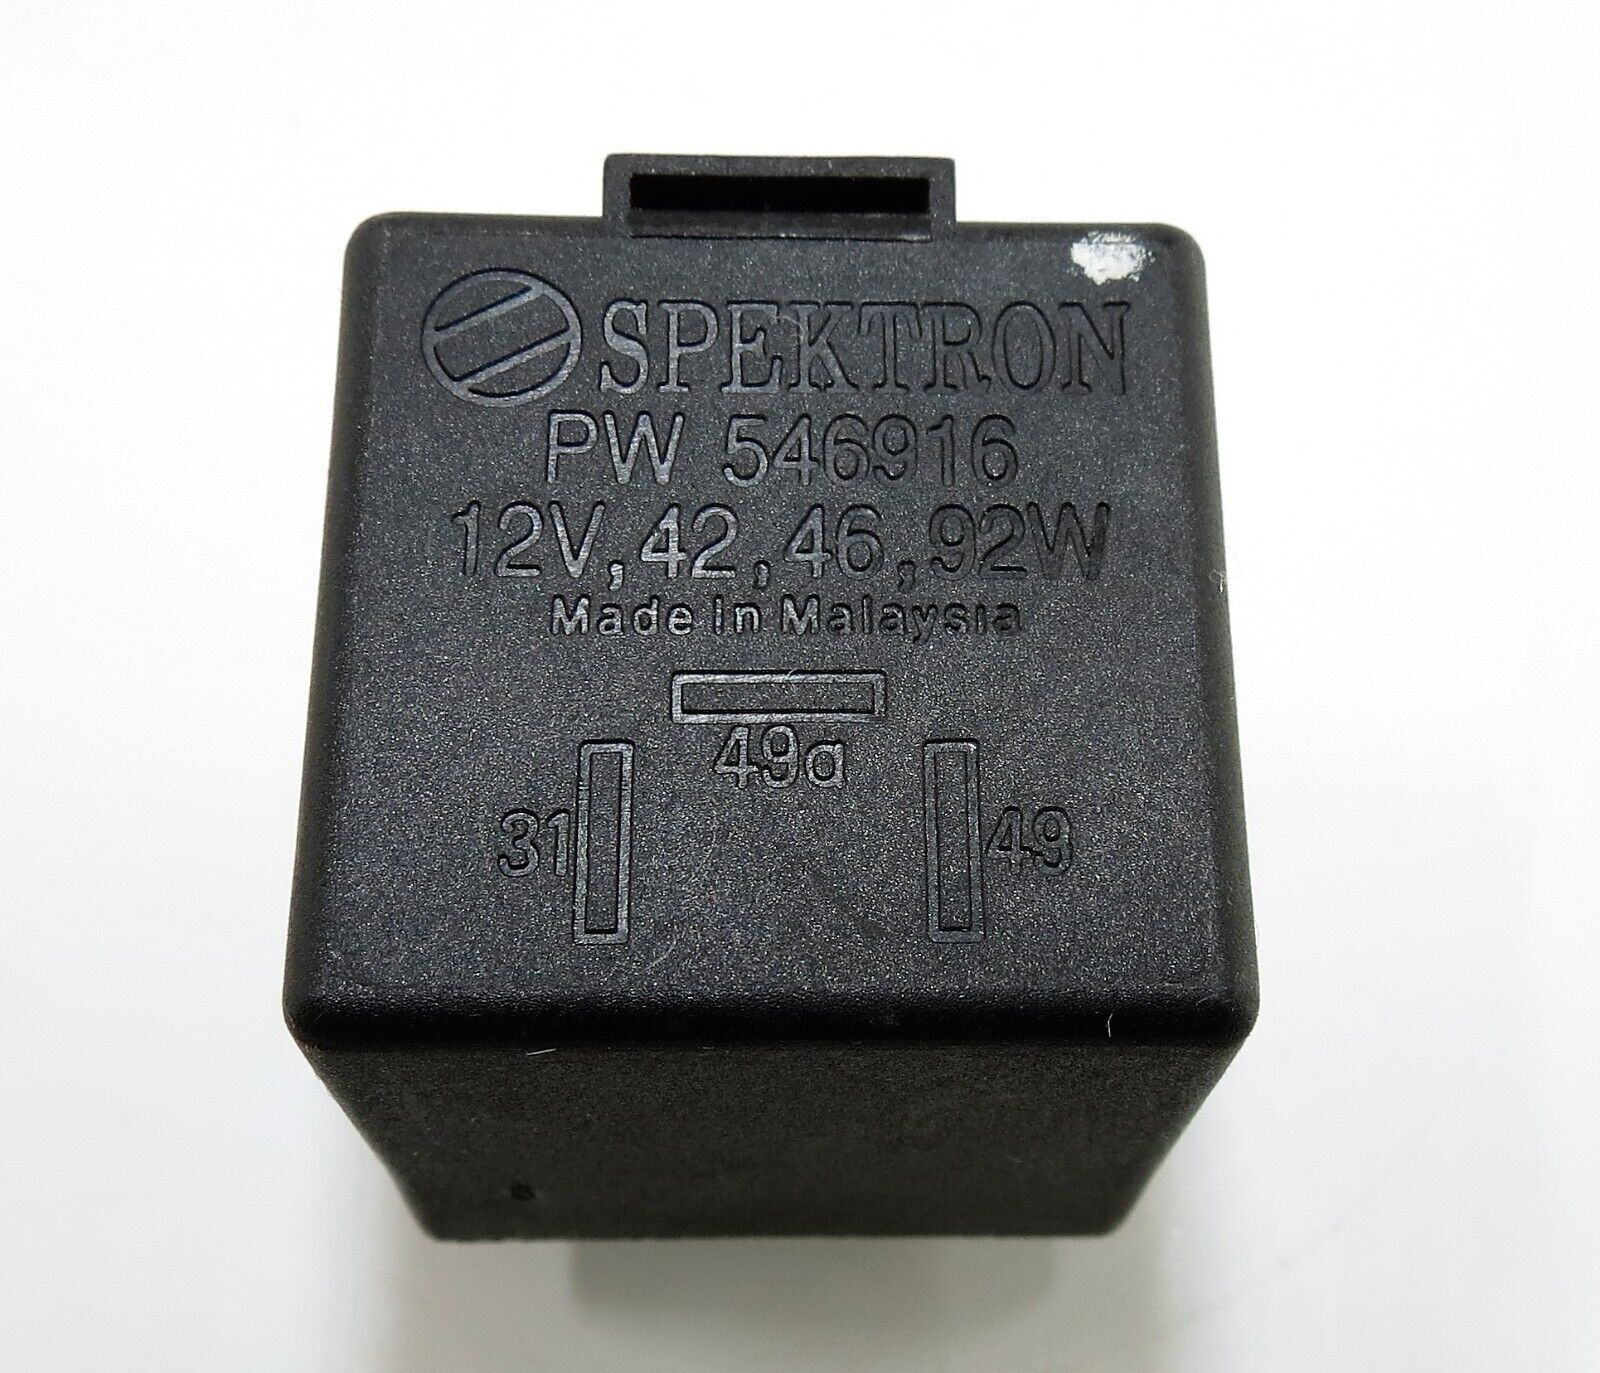 SPEKTRON
PW 546916
12V,42,46,92W
Made In Malaysia
49a
31
49